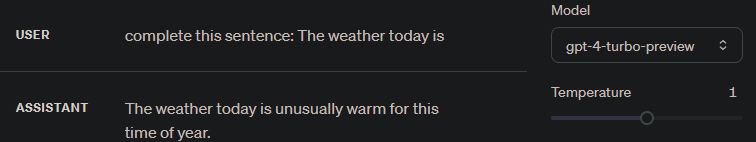 USER
complete this sentence: The weather today is
ASSISTANT
The weather today is unusually warm for this
time of year.
Model
gpt-4-turbo-preview
Temperature
1